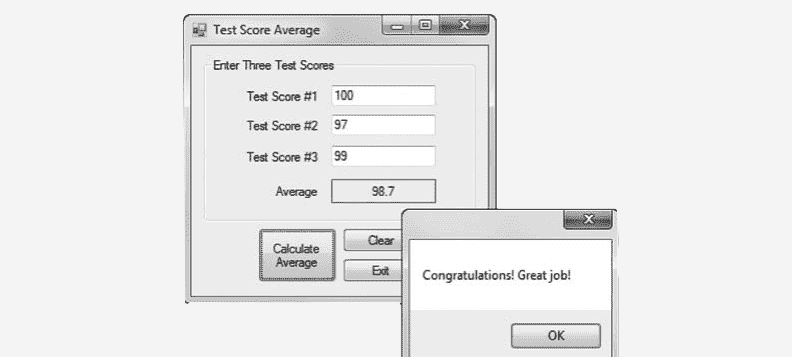 Test Score Average
Enter Three Test Scores
Test Score #1 100
Test Score #2 97
Test Score #3 99
Average 98.7
Calculate
Average
Clear
Exit
Congratulations! Great job!
OK